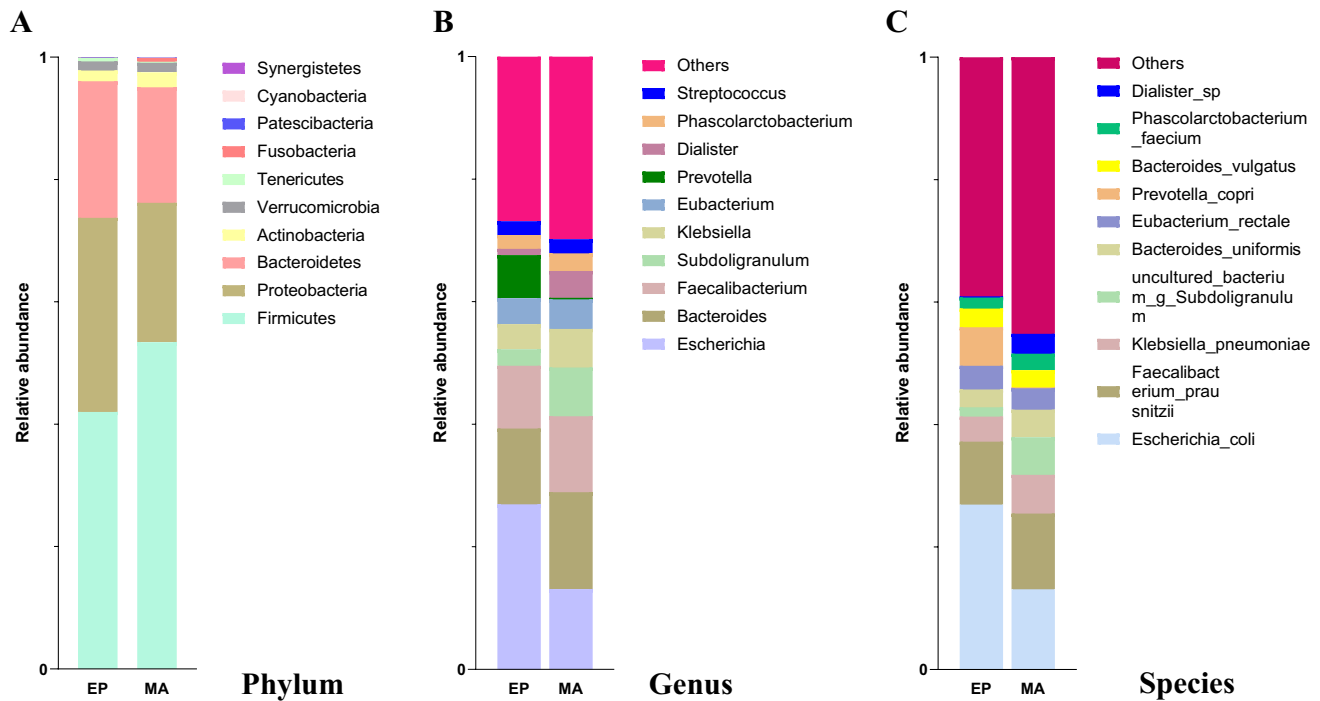 A
1
Relative abundance
0
EP
MA
Synergistetes
Cyanobacteria
Patescibacteria
Fusobacteria
Tenericutes
Verrucomicrobia
Actinobacteria
Bacteroidetes
Proteobacteria
Firmicutes
Phylum
B
1
Relative abundance
0
EP
MA
Others
Streptococcus
Phascolarctobacterium
Dialister
Prevotella
Eubacterium
Klebsiella
Subdoligranulum
Faecalibacterium
Bacteroides
Escherichia
Genus
C
1
Relative abundance
0
EP
MA
Others
Dialister_sp
Phascolarctobacterium
_faecium
Bacteroides_vulgatus
Prevotella_copri
Eubacterium_rectale
Bacteroides_uniformis
uncultured_bacteriu
m_g_Subdoligranulu
m
Klebsiella_pneumoniae
Faecalibact
erium_prau
snitzii
Escherichia_coli
Species